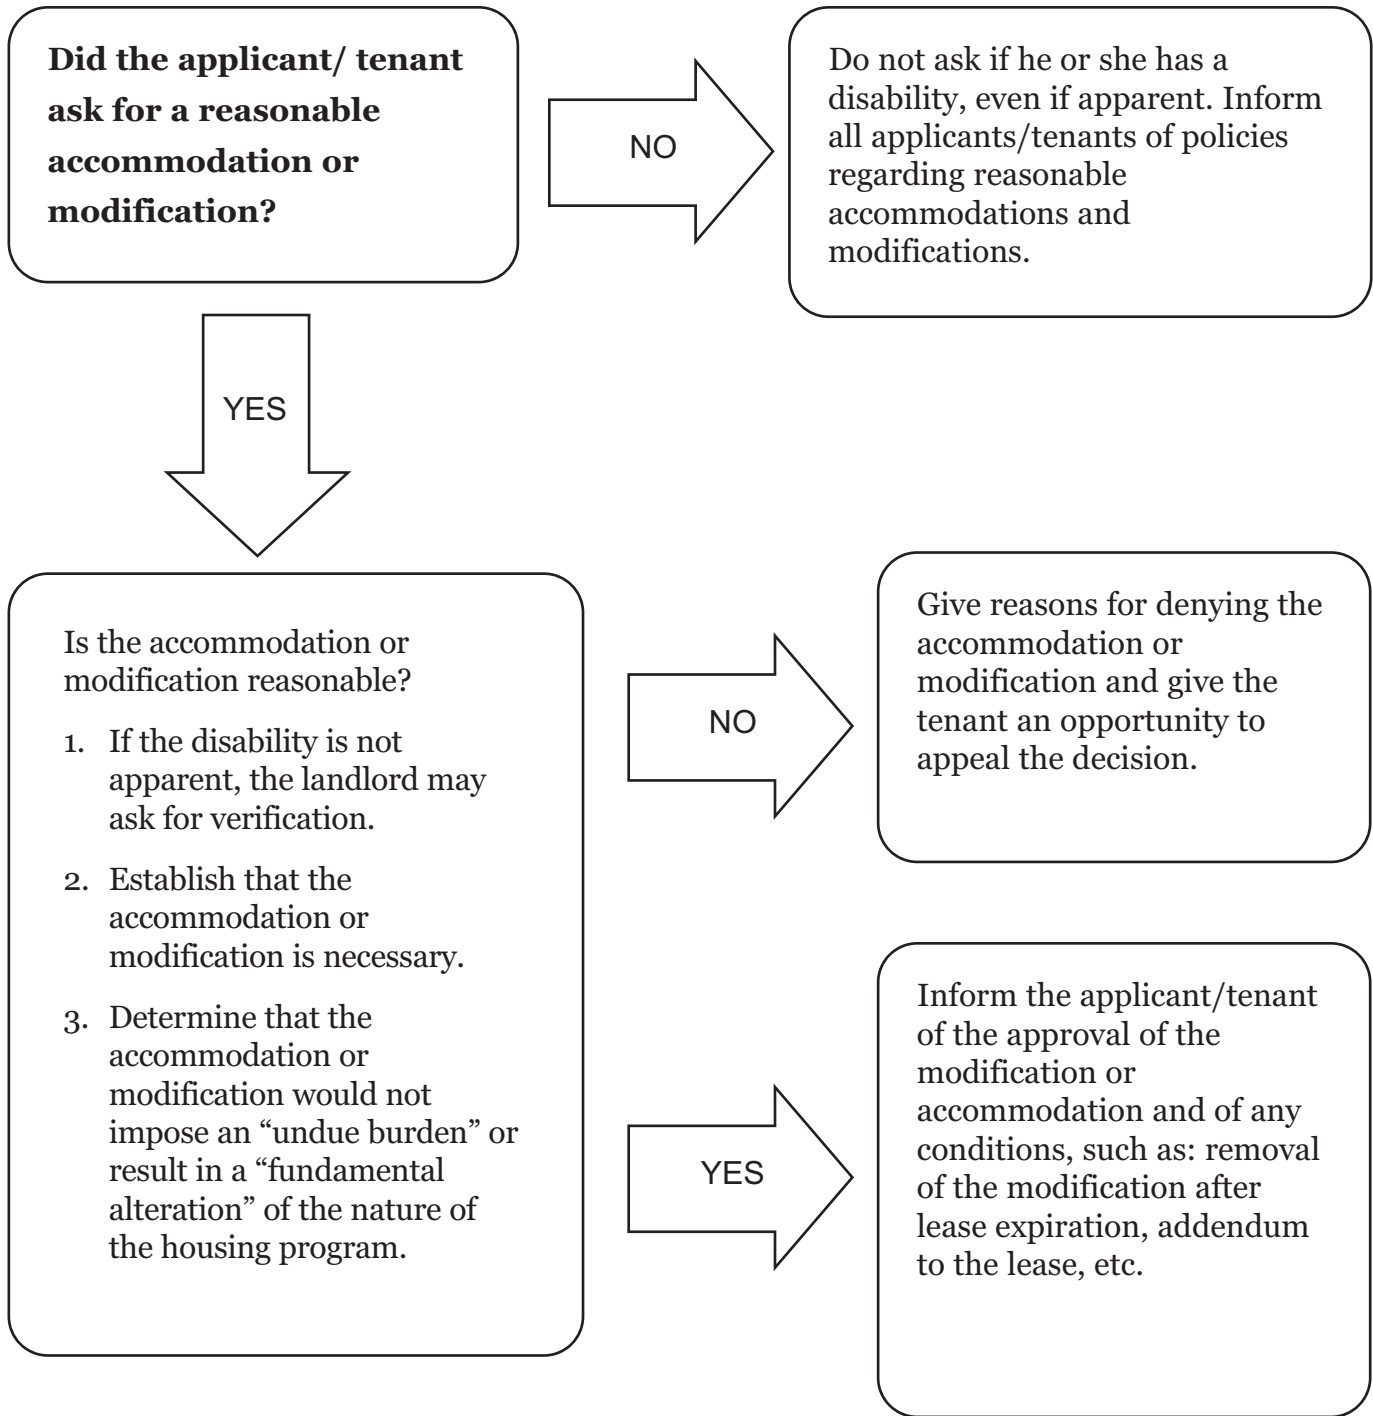 Did the applicant/ tenant
ask for a reasonable
accommodation or
modification?
NO
Do not ask if he or she has a
disability, even if apparent. Inform
all applicants/tenants of policies
regarding reasonable
accommodations and
modifications.
YES
Is the accommodation or
modification reasonable?
1. If the disability is not
apparent, the landlord may
ask for verification.
2. Establish that the
accommodation or
modification is necessary.
3. Determine that the
accommodation or
modification would not
impose an “undue burden” or
result in a “fundamental
alteration” of the nature of
the housing program.
NO
Give reasons for denying the
accommodation or
modification and give the
tenant an opportunity to
appeal the decision.
YES
Inform the applicant/tenant
of the approval of the
modification or
accommodation and of any
conditions, such as: removal
of the modification after
lease expiration, addendum
to the lease, etc.